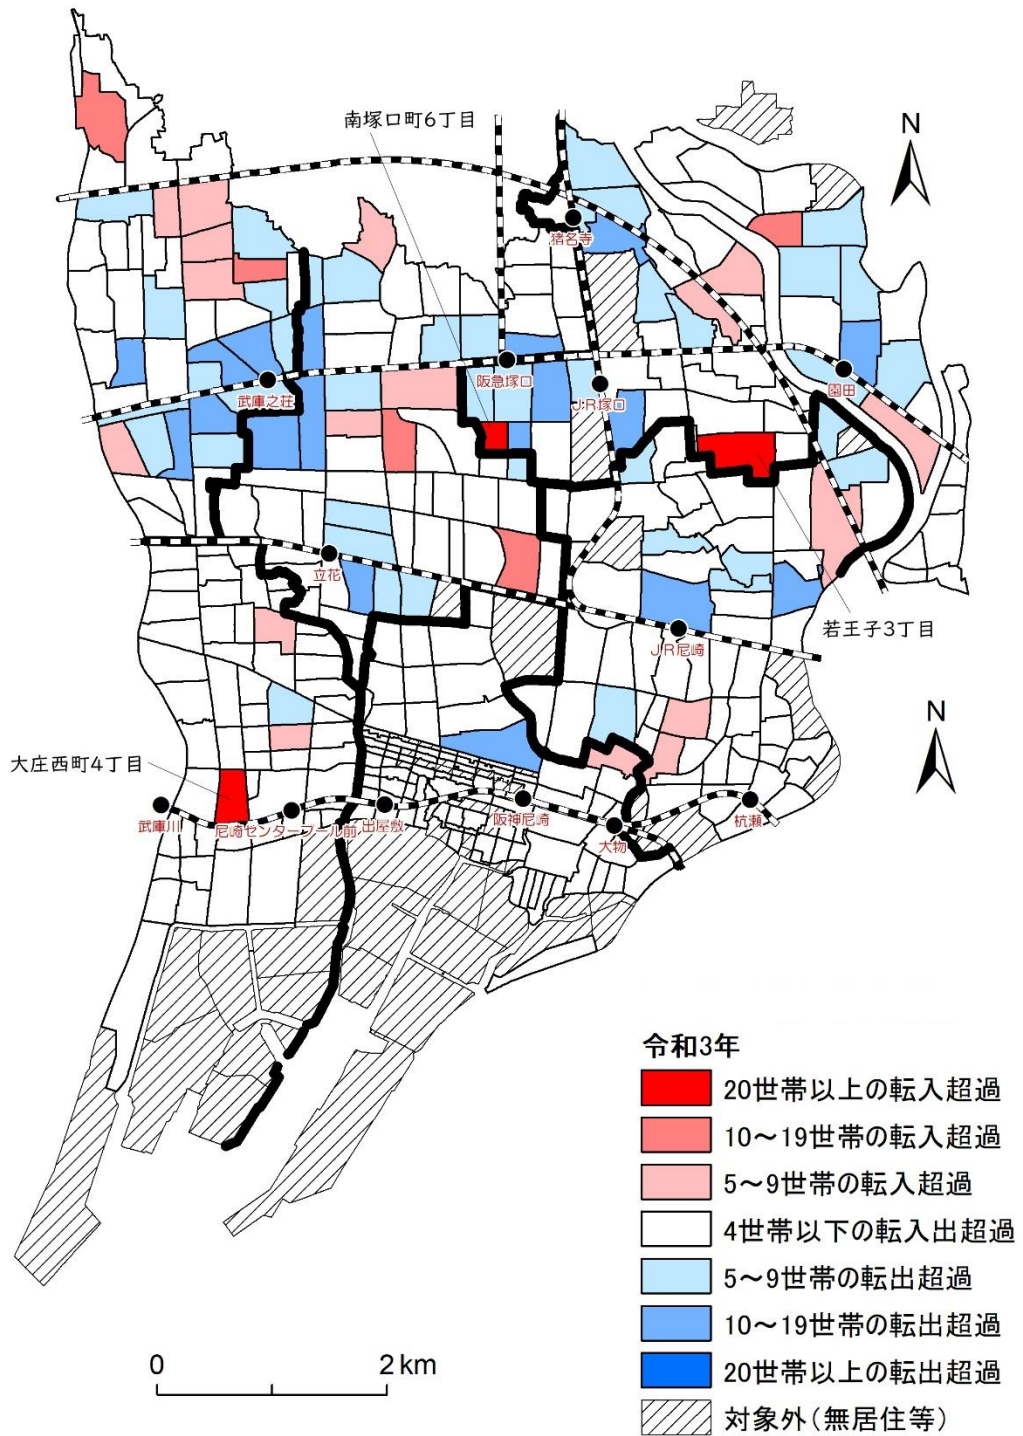 南塚口町6丁目
N
猪名寺
阪急塚口
JR塚口
園田
武庫之荘
立花
若王子3丁目
JR尼崎
N
大庄西町4丁目
武庫川
尼崎センタープール前
出屋敷
阪神尼崎
大物
杭瀬
令和3年
20世帯以上の転入超過
10～19世帯の転入超過
5～9世帯の転入超過
4世帯以下の転入出超過
5～9世帯の転出超過
10～19世帯の転出超過
20世帯以上の転出超過
対象外(無居住等)
0 2 km